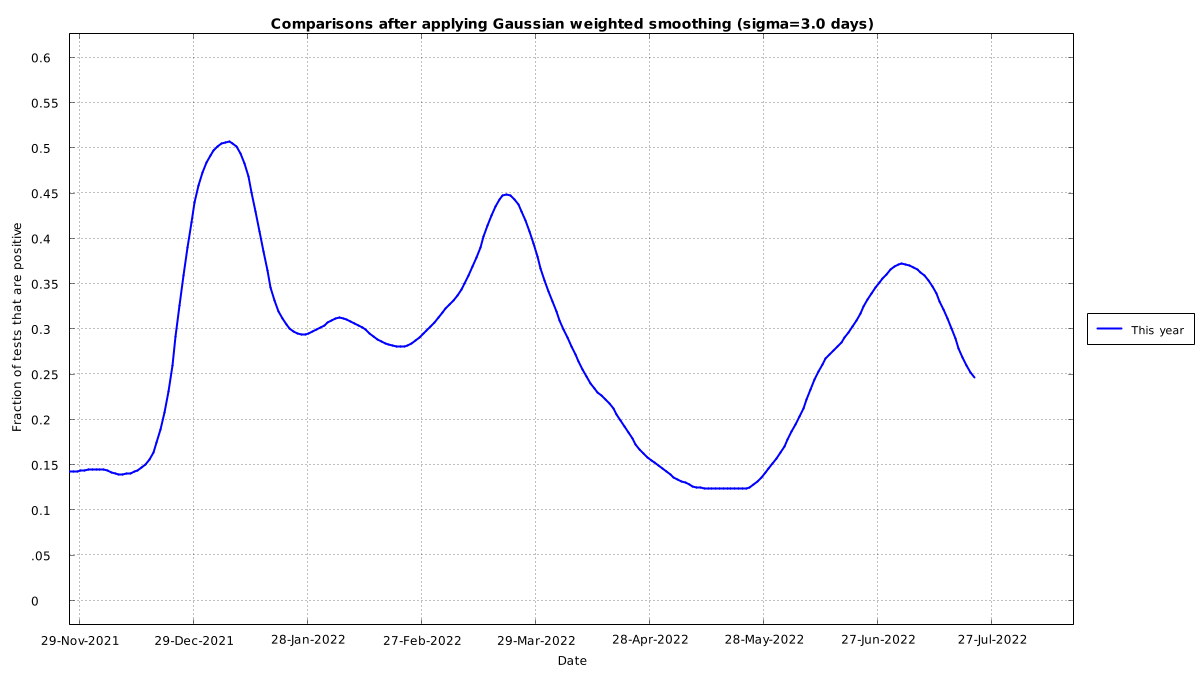 Comparisons after applying Gaussian weighted smoothing (sigma=3.0 days)
0.6
0.55
0.5
0.45
0.4
0.35
0.3
0.25
0.2
0.15
0.1
.05
0
Fraction of tests that are positive
29-Nov-2021
29-Dec-2021
28-Jan-2022
27-Feb-2022
29-Mar-2022
28-Apr-2022
28-May-2022
27-Jun-2022
27-Jul-2022
Date
This year